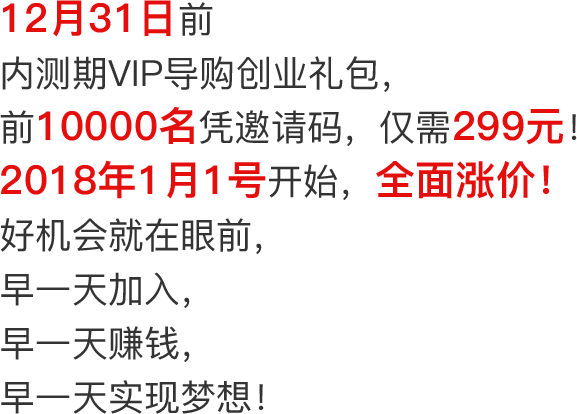 12月31日前
内测期VIP导购创业礼包，
前10000名凭邀请码，仅需299元！
2018年1月1号开始，全面涨价！
好机会就在眼前，
早一天加入，
早一天赚钱，
早一天实现梦想！